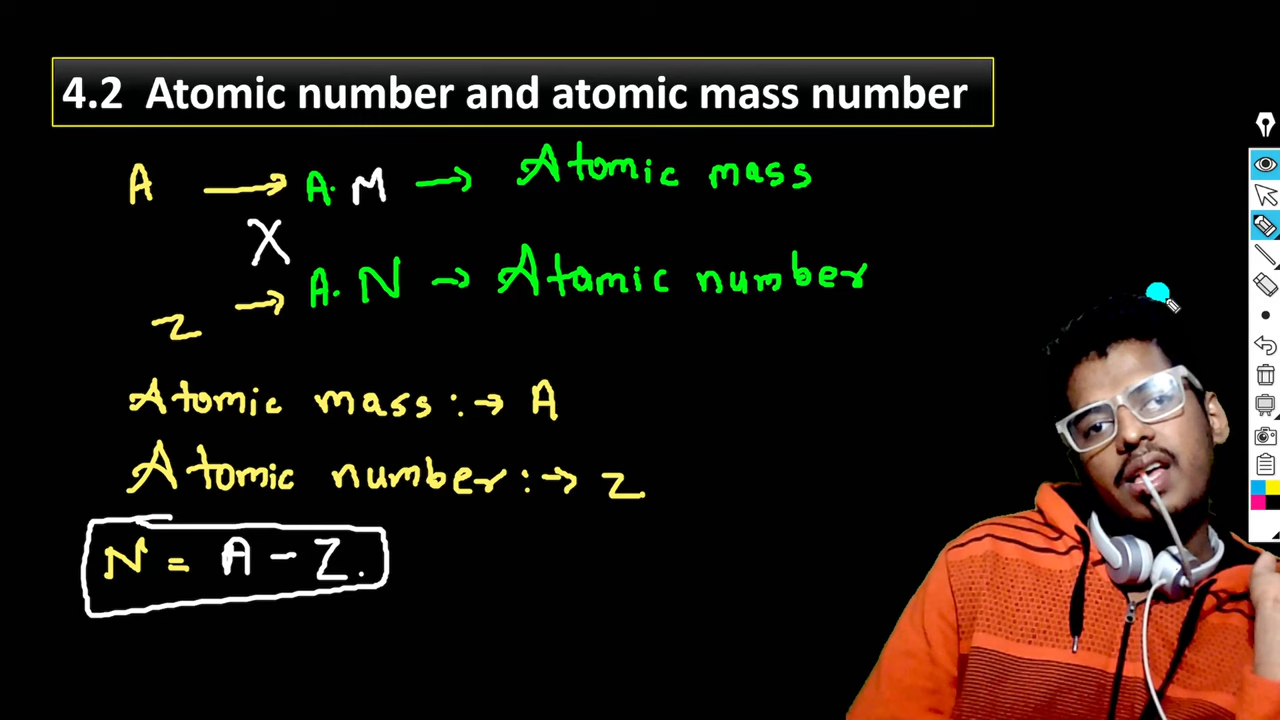 4.2 Atomic number and atomic mass number
A → A.M → Atomic mass
X
Z → A.N → Atomic number
Atomic mass :→ A
Atomic number :→ Z
N = A - Z.